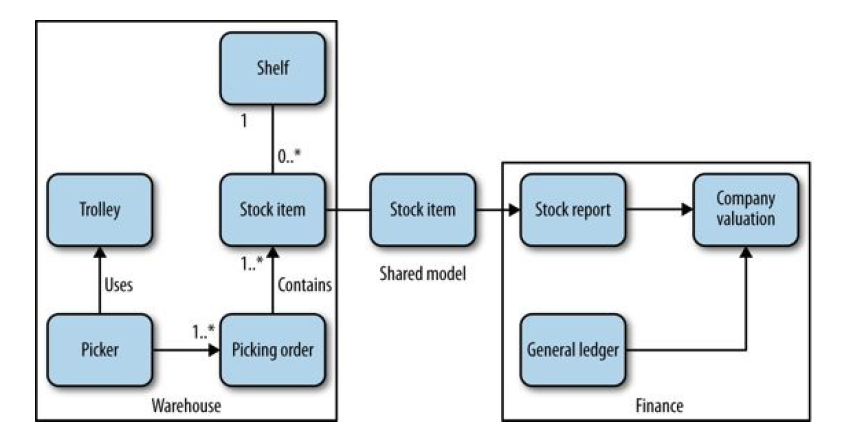 Shelf
1
0..*
Trolley
Stock item
Stock item
Stock report
Company
valuation
1..*
Uses
Contains
Shared model
Picker
1..*
Picking order
General ledger
Warehouse
Finance